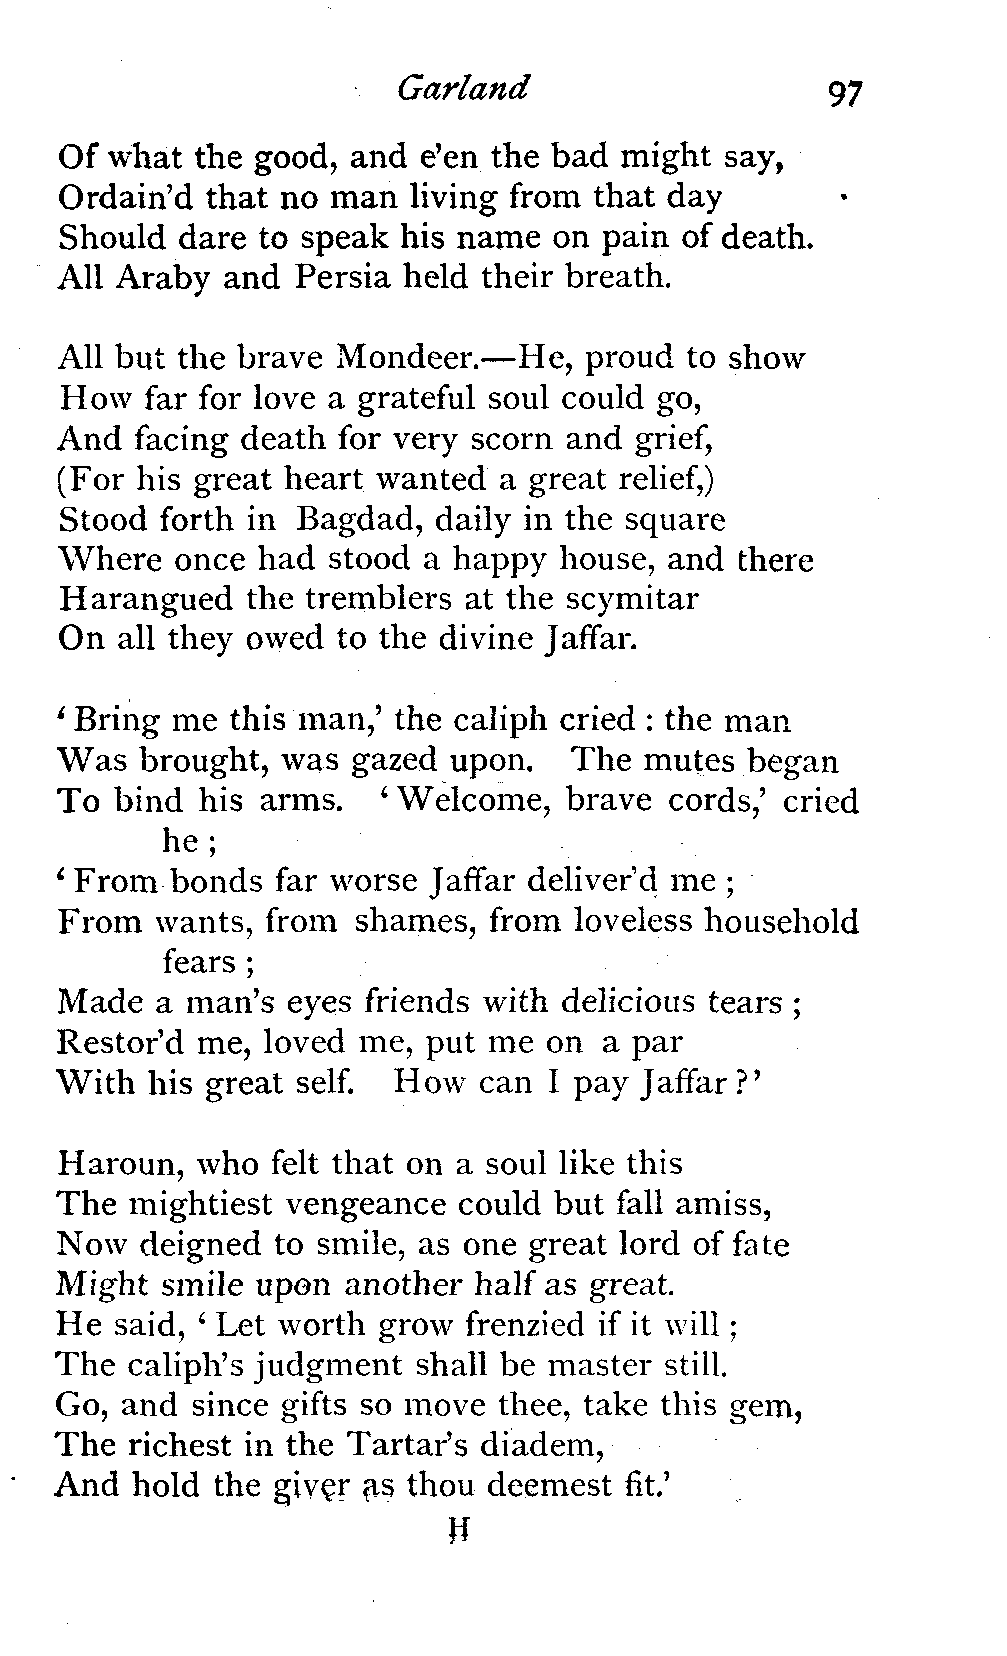 Garland 97
Of what the good, and e'en the bad might say,
Ordain'd that no man living from that day
Should dare to speak his name on pain of death.
All Araby and Persia held their breath.
All but the brave Mondeer.—He, proud to show
How far for love a grateful soul could go,
And facing death for very scorn and grief,
(For his great heart wanted a great relief,)
Stood forth in Bagdad, daily in the square
Where once had stood a happy house, and there
Harangued the tremblers at the scymitar
On all they owed to the divine Jaffar.
'Bring me this man,' the caliph cried : the man
Was brought, was gazed upon. The mutes began
To bind his arms. 'Welcome, brave cords,' cried
he ;
'From bonds far worse Jaffar deliver'd me ;
From wants, from shames, from loveless household
fears ;
Made a man's eyes friends with delicious tears ;
Restor'd me, loved me, put me on a par
With his great self. How can I pay Jaffar ?'
Haroun, who felt that on a soul like this
The mightiest vengeance could but fall amiss,
Now deigned to smile, as one great lord of fate
Might smile upon another half as great.
He said, 'Let worth grow frenzied if it will ;
The caliph's judgment shall be master still.
Go, and since gifts so move thee, take this gem,
The richest in the Tartar's diadem,
And hold the giver as thou deemest fit.'
H